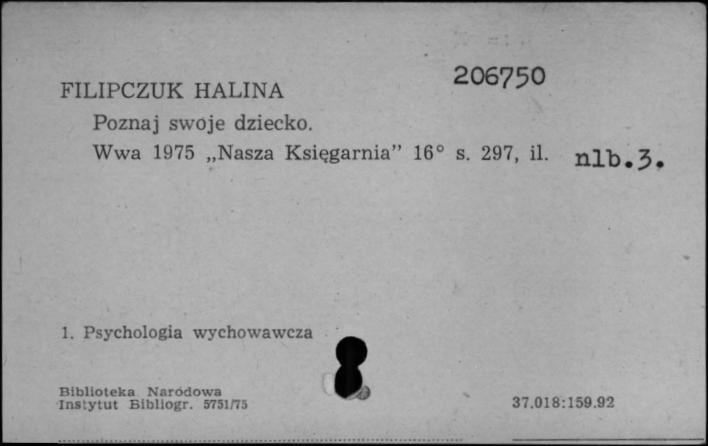 206750
FILIPCZUK HALINA
Poznaj swoje dziecko.
Wwa 1975 „Nasza Księgarnia” 16° s. 297, il. nlb.3.
1. Psychologia wychowawcza
Biblioteka Narodowa
Instytut Bibliogr. 5751/75
37.018:159.92